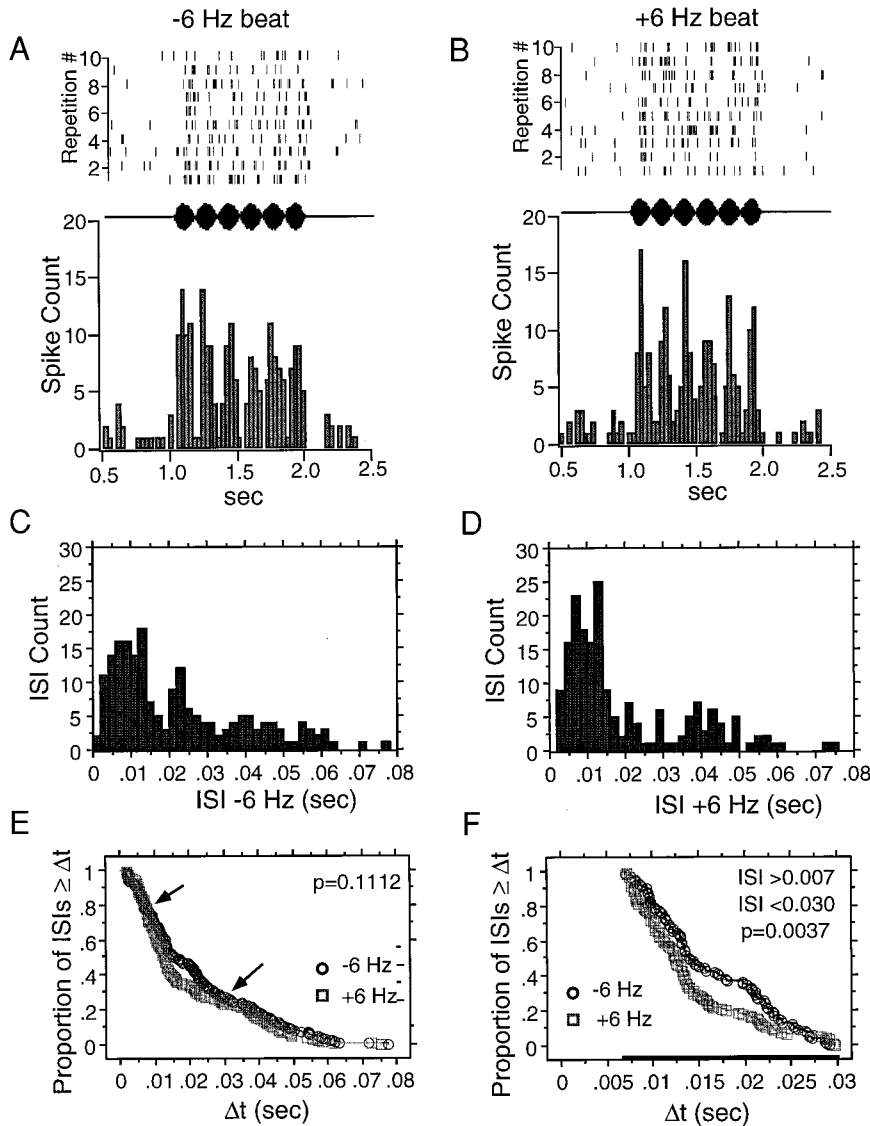 -6 Hz beat
+6 Hz beat
A
Repetition #
10
8
6
4
2
B
Repetition #
10
8
6
4
2
Spike Count
20
15
10
5
0
0.5 1.0 1.5 2.0 2.5
sec
Spike Count
20
15
10
5
0
0.5 1.0 1.5 2.0 2.5
sec
C
ISI Count
30
25
20
15
10
5
0
0 .01 .02 .03 .04 .05 .06 .07 .08
ISI -6 Hz (sec)
D
ISI Count
30
25
20
15
10
5
0
0 .01 .02 .03 .04 .05 .06 .07 .08
ISI +6 Hz (sec)
E
Proportion of ISIs ≥ Δt
1
.8
.6
.4
.2
0
p=0.1112
-6 Hz
+6 Hz
0 .01 .02 .03 .04 .05 .06 .07 .08
Δt (sec)
F
Proportion of ISIs ≥ Δt
1
.8
.6
.4
.2
0
ISI >0.007
ISI <0.030
p=0.0037
-6 Hz
+6 Hz
0 .005 .01 .015 .02 .025 .03
Δt (sec)